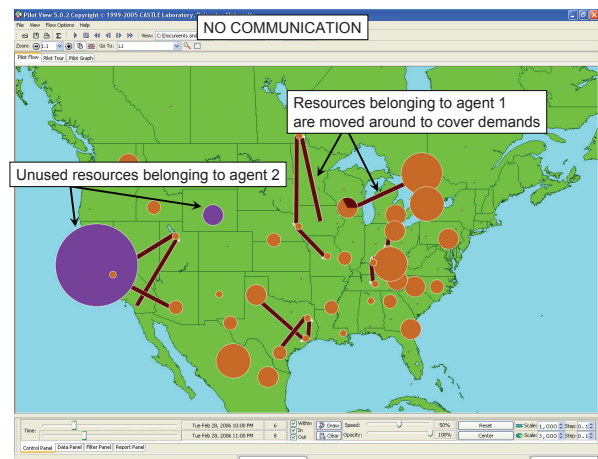 Pilot View 5.0.2 Copyright © 1999-2005 CASTLE Laboratory,
NO COMMUNICATION
File View Flow Options Help
View: C:\Documents and
Zoom: 1.1 Go To: 11
Pilot Flow Pilot Tour Pilot Graph
Resources belonging to agent 1
are moved around to cover demands
Unused resources belonging to agent 2
Time:
Tue Feb 28, 2006 10:00 PM 6 Within Draw Speed: 50% Reset Scale: 1,000 Step: 0.1
In
Tue Feb 28, 2006 11:00 PM 8 Out Clear Opacity: 100% Center Scale: 3,000 Step: 0.1
Control Panel Data Panel Filter Panel Report Panel